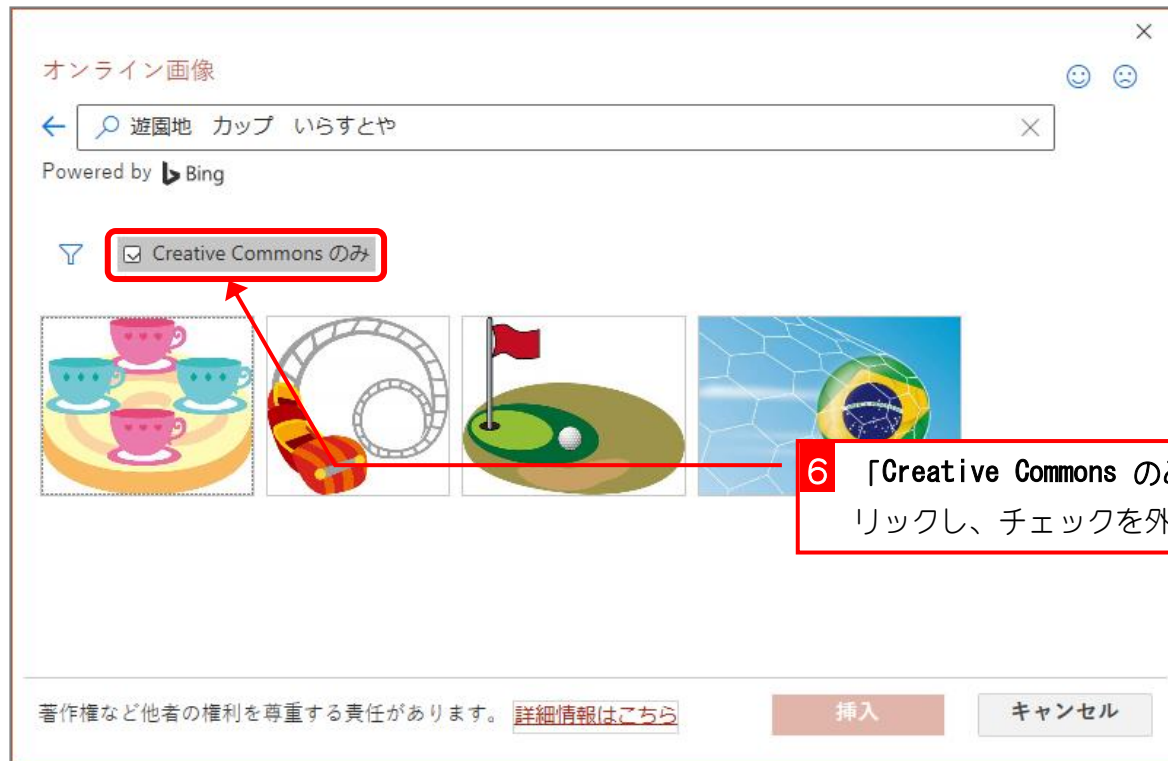 オンライン画像
遊園地　カップ　いらすとや
Powered by Bing
Creative Commons のみ
6 「Creative Commons のみ
リックし、チェックを外
著作権など他者の権利を尊重する責任があります。 詳細情報はこちら 挿入 キャンセル